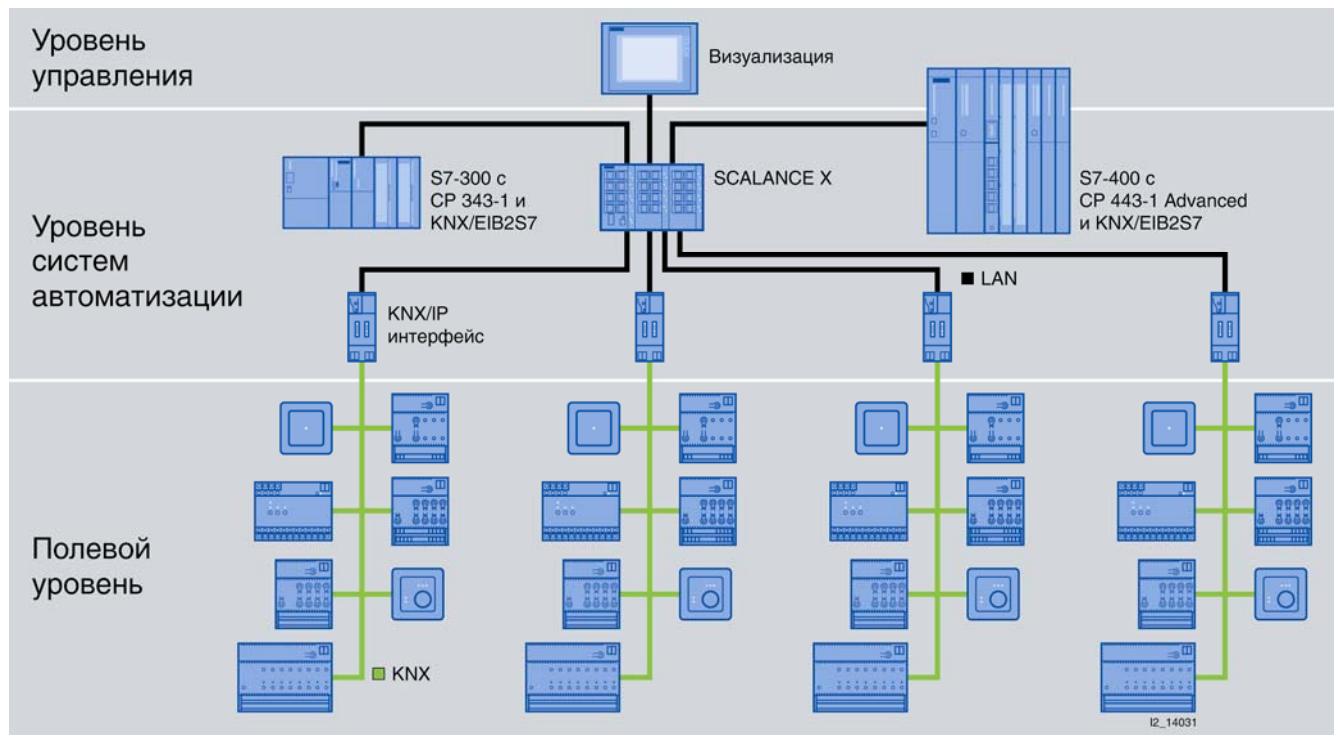 Уровень
управления
Визуализация
S7-300 с
CP 343-1 и
KNX/EIB2S7
SCALANCE X
S7-400 с
CP 443-1 Advanced
и KNX/EIB2S7
Уровень
систем
автоматизации
LAN
KNX/IP
интерфейс
Полевой
уровень
KNX
I2_14031